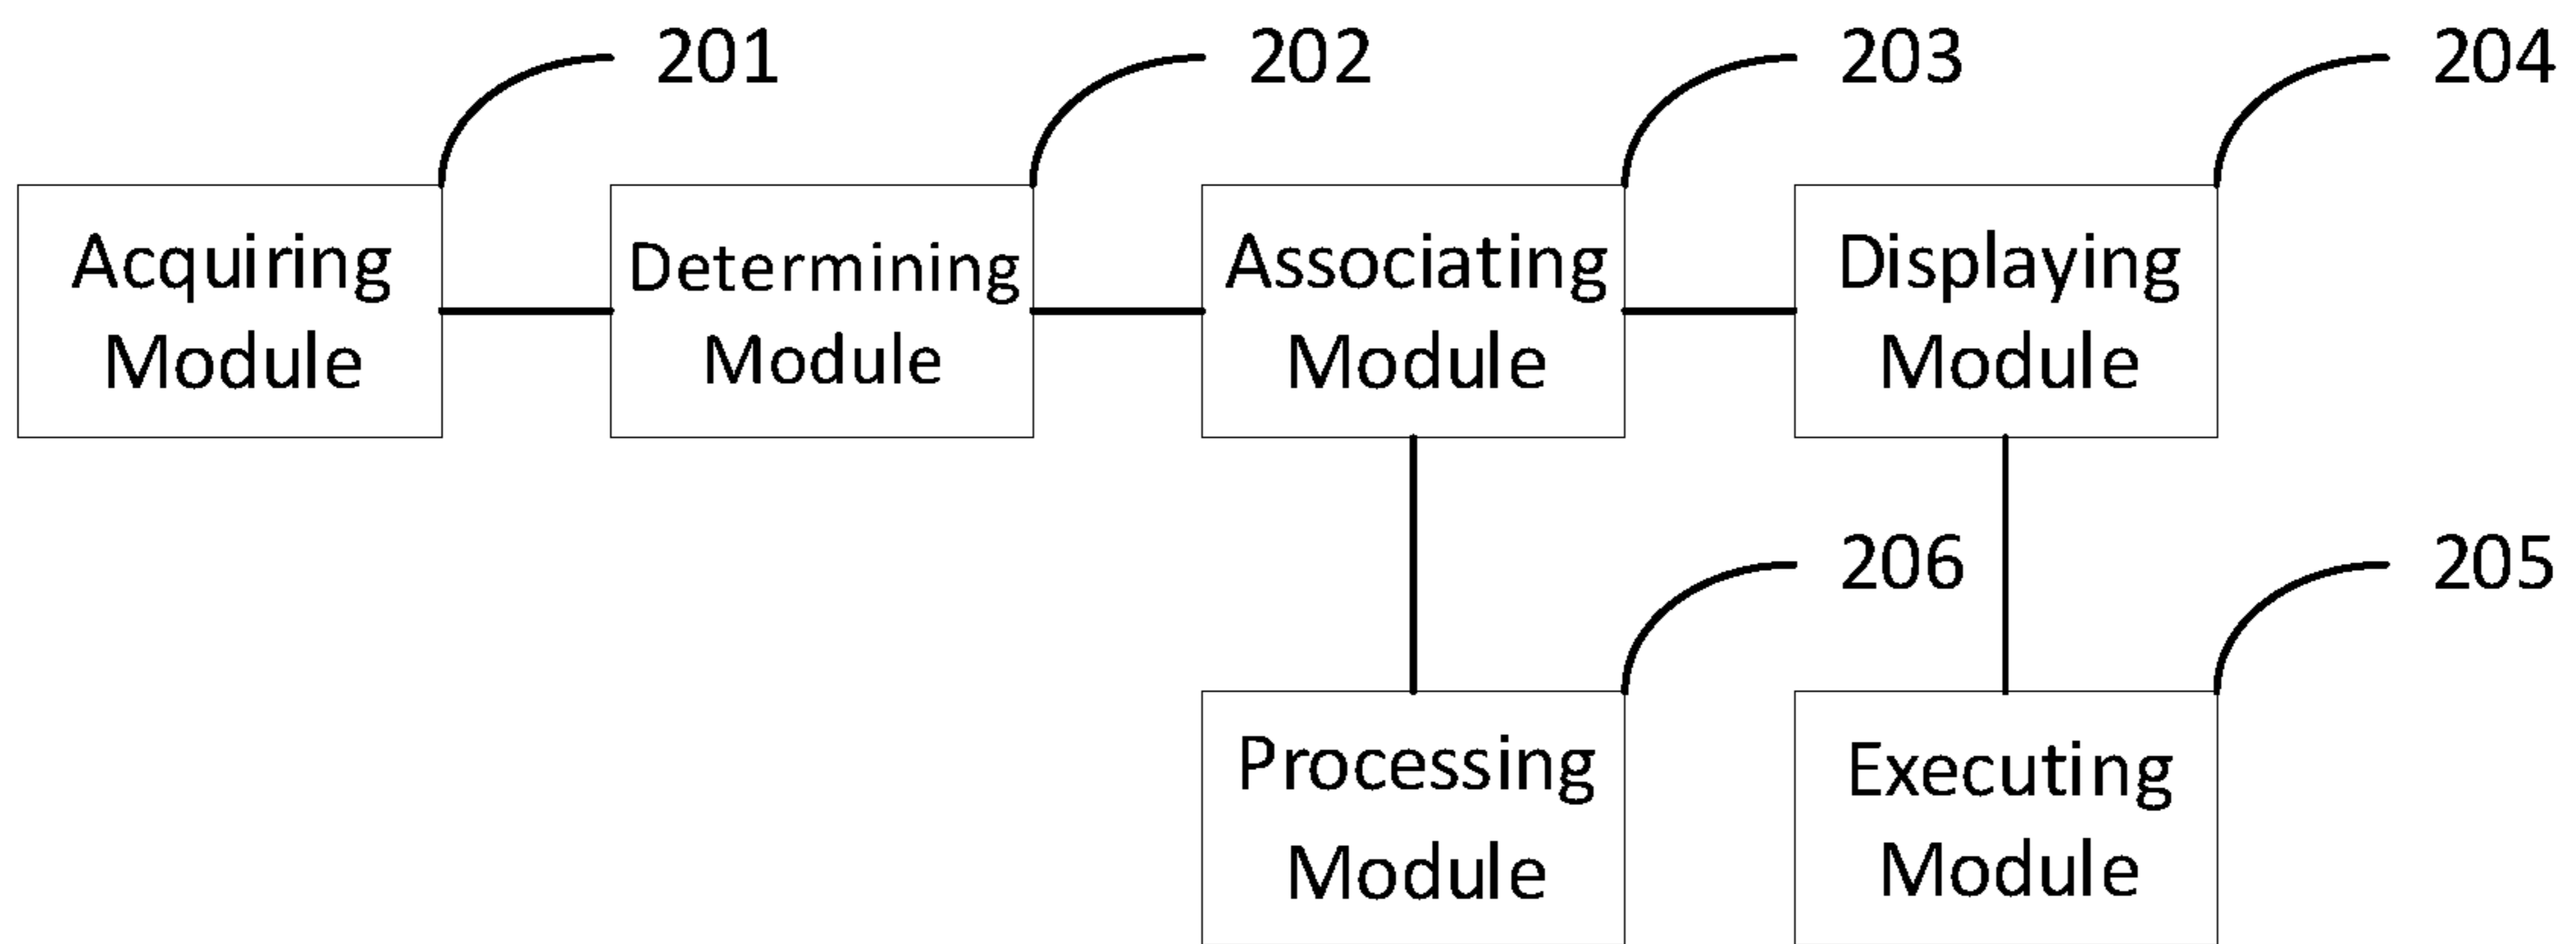 201
202
203
204
Acquiring
Module
Determining
Module
Associating
Module
Displaying
Module
206
205
Processing
Module
Executing
Module